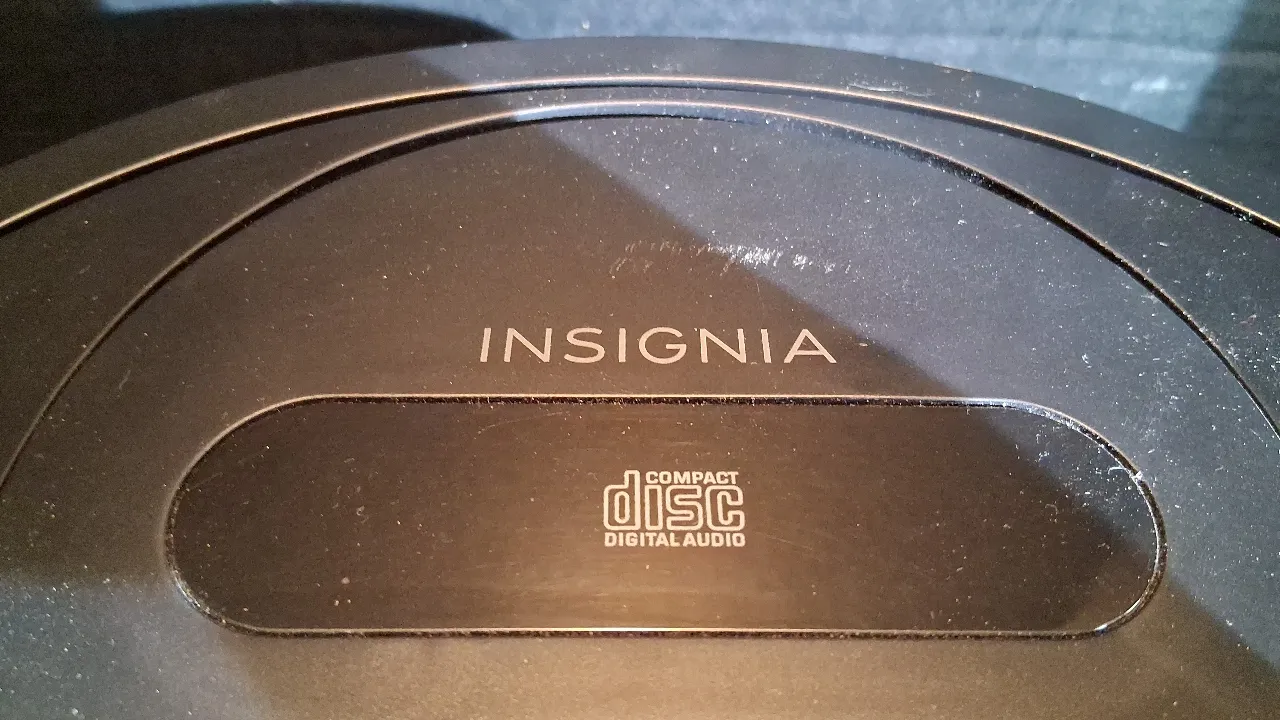 INSIGNIA
COMPACT
disc
DIGITAL AUDIO